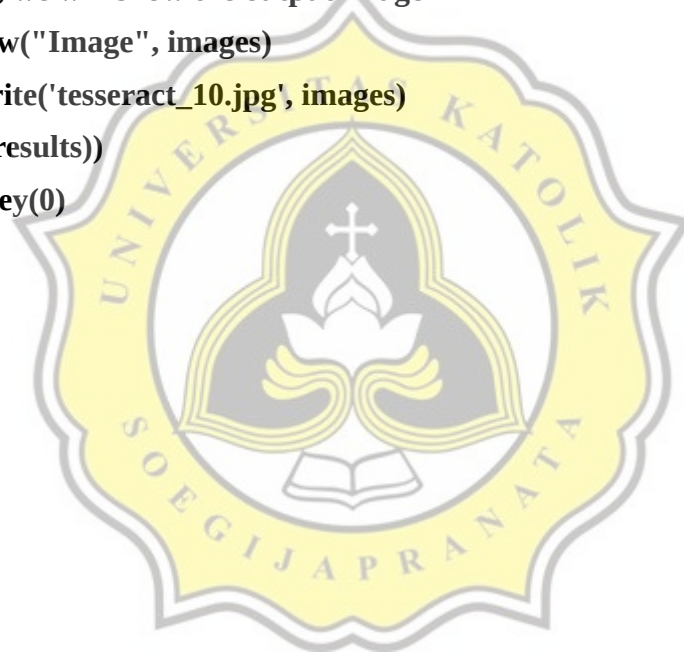 w("Image", images)
rite('tesseract_10.jpg', images)
results))
ey(0)
UNIVERSITAS KATOLIK
SOEGIJAPRANATA